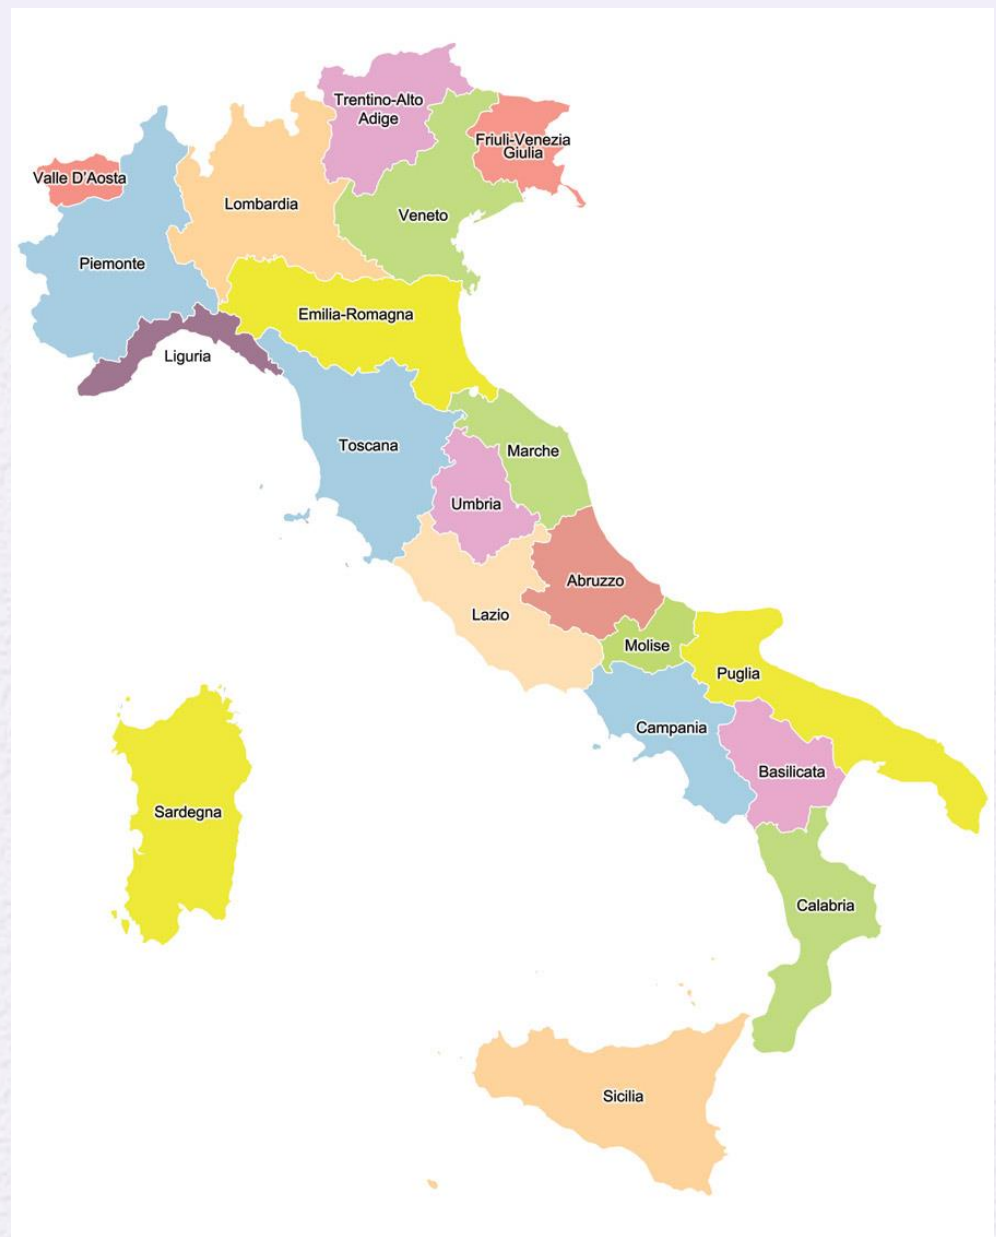 Trentino-Alto
Adige
Friuli-Venezia
Giulia
Valle D'Aosta
Lombardia
Veneto
Piemonte
Emilia-Romagna
Liguria
Toscana
Marche
Umbria
Abruzzo
Lazio
Molise
Puglia
Campania
Basilicata
Sardegna
Calabria
Sicilia